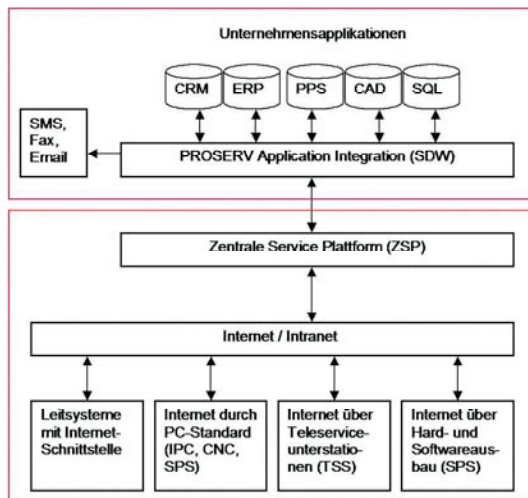 Unternehmensapplikationen
CRM ERP PPS CAD SQL
SMS,
Fax,
Email
PROSERV Application Integration (SDW)
Zentrale Service Plattform (ZSP)
Internet / Intranet
Leitsysteme
mit Internet-
Schnittstelle
Internet durch
PC-Standard
(IPC, CNC,
SPS)
Internet über
Teleservice-
unterstatio-
nen (TSS)
Internet über
Hard- und
Softwareaus-
bau (SPS)